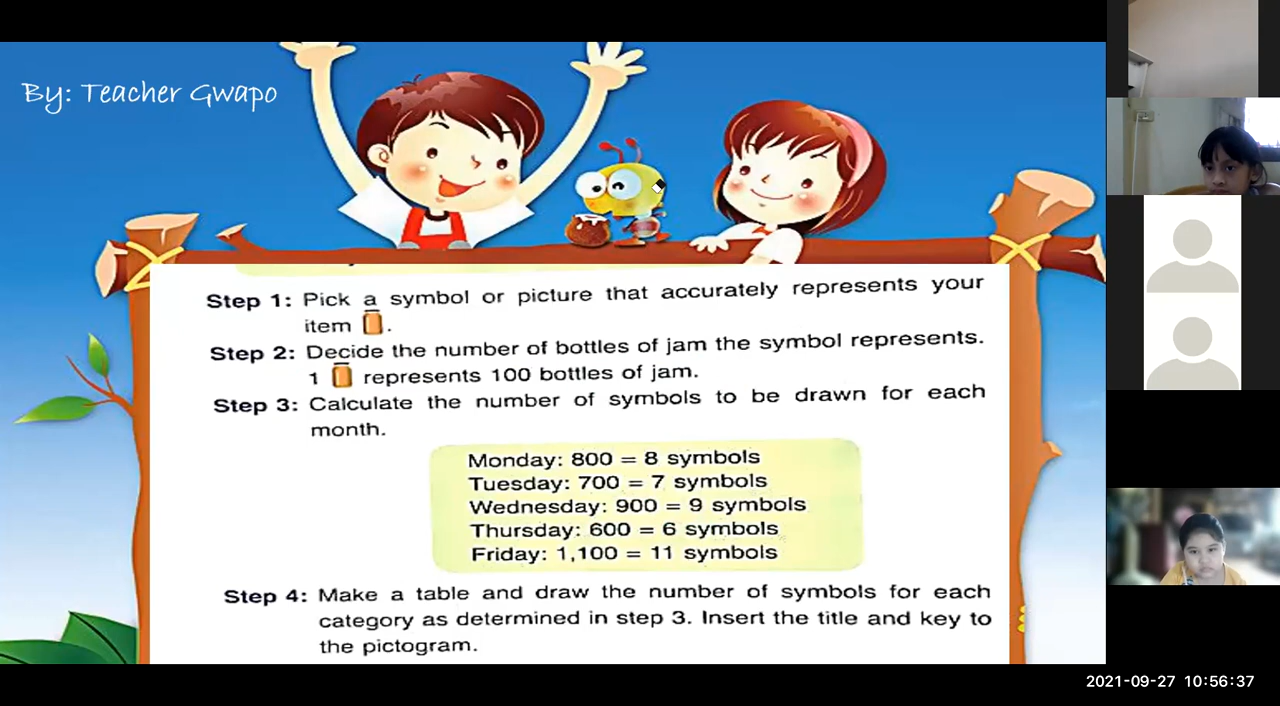 By: Teacher Gwapo
Step 1: Pick a symbol or picture that accurately represents your
item .
Step 2: Decide the number of bottles of jam the symbol represents.
1 represents 100 bottles of jam.
Step 3: Calculate the number of symbols to be drawn for each
month.
Monday: 800 = 8 symbols
Tuesday: 700 = 7 symbols
Wednesday: 900 = 9 symbols
Thursday: 600 = 6 symbols
Friday: 1,100 = 11 symbols
Step 4: Make a table and draw the number of symbols for each
category as determined in step 3. Insert the title and key to
the pictogram.
2021-09-27 10:56:37